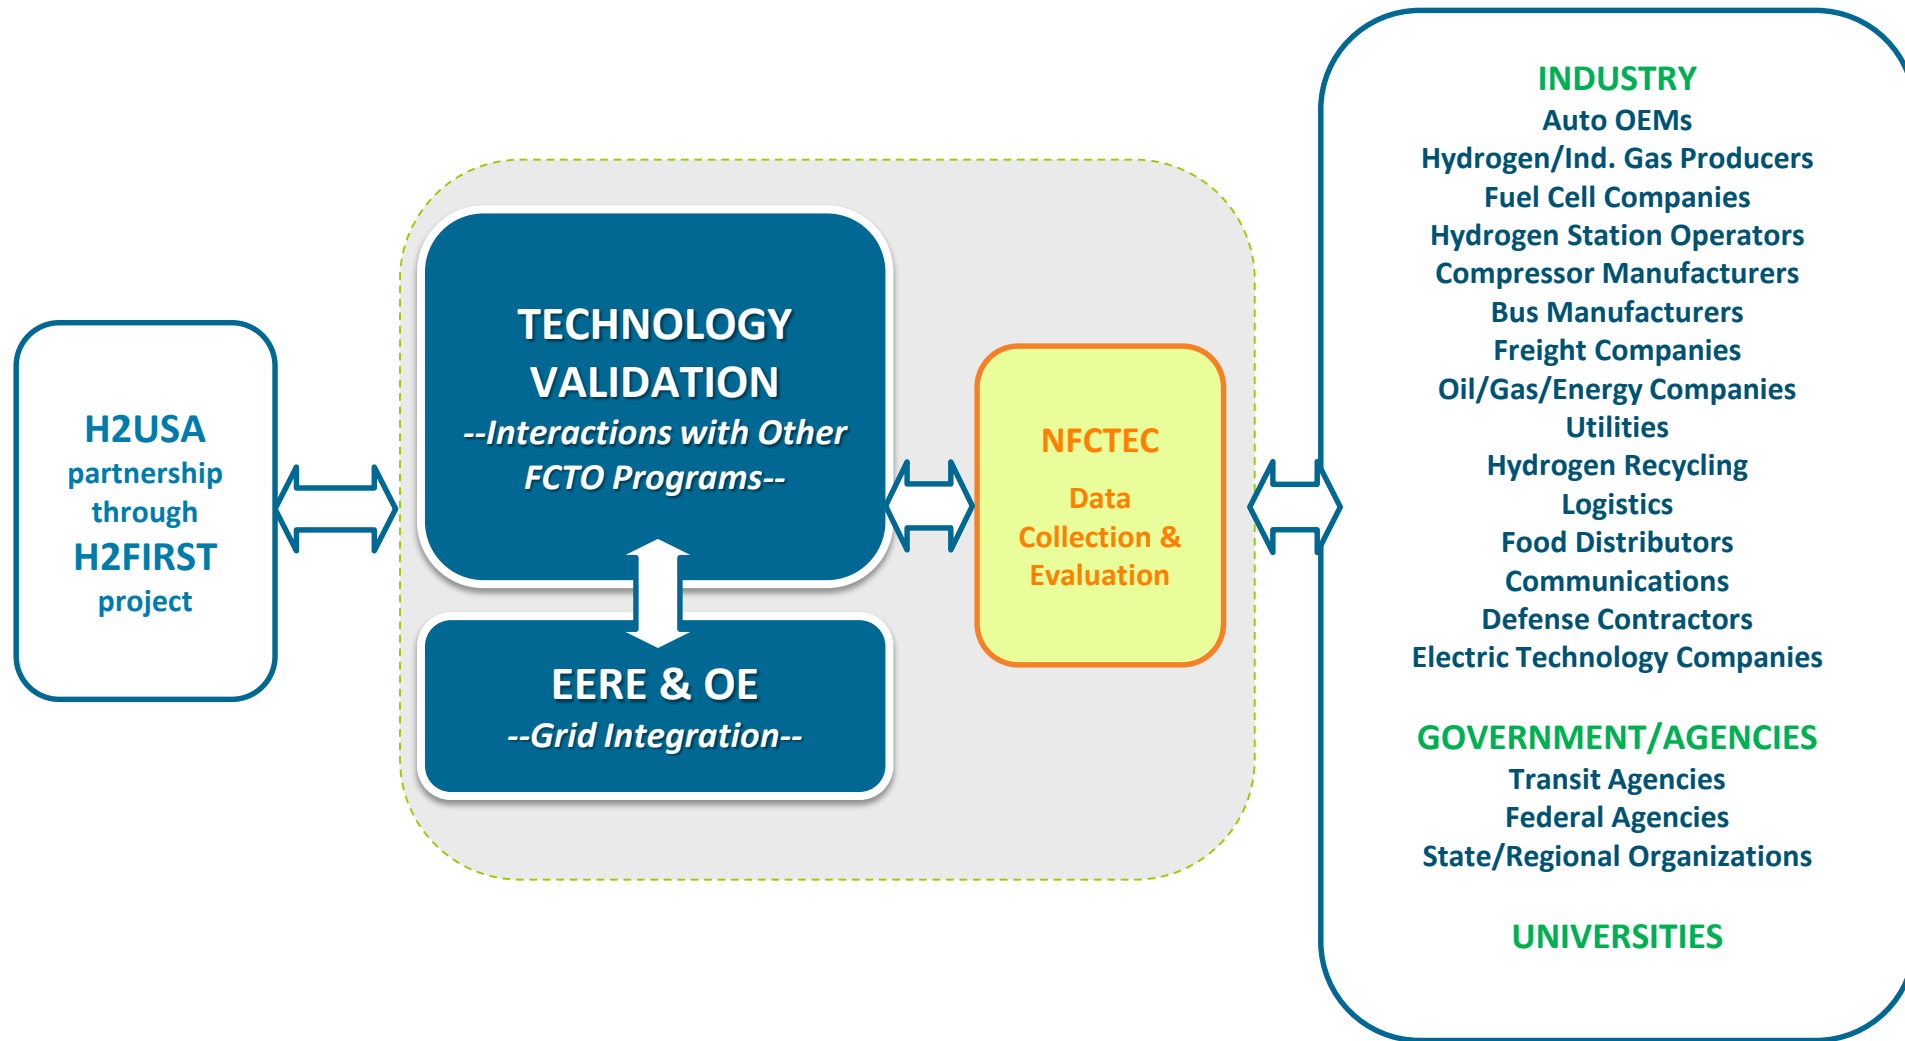 H2USA
partnership
through
H2FIRST
project
TECHNOLOGY
VALIDATION
--Interactions with Other
FCTO Programs--
EERE & OE
--Grid Integration--
NFCTEC
Data
Collection &
Evaluation
INDUSTRY
Auto OEMs
Hydrogen/Ind. Gas Producers
Fuel Cell Companies
Hydrogen Station Operators
Compressor Manufacturers
Bus Manufacturers
Freight Companies
Oil/Gas/Energy Companies
Utilities
Hydrogen Recycling
Logistics
Food Distributors
Communications
Defense Contractors
Electric Technology Companies
GOVERNMENT/AGENCIES
Transit Agencies
Federal Agencies
State/Regional Organizations
UNIVERSITIES